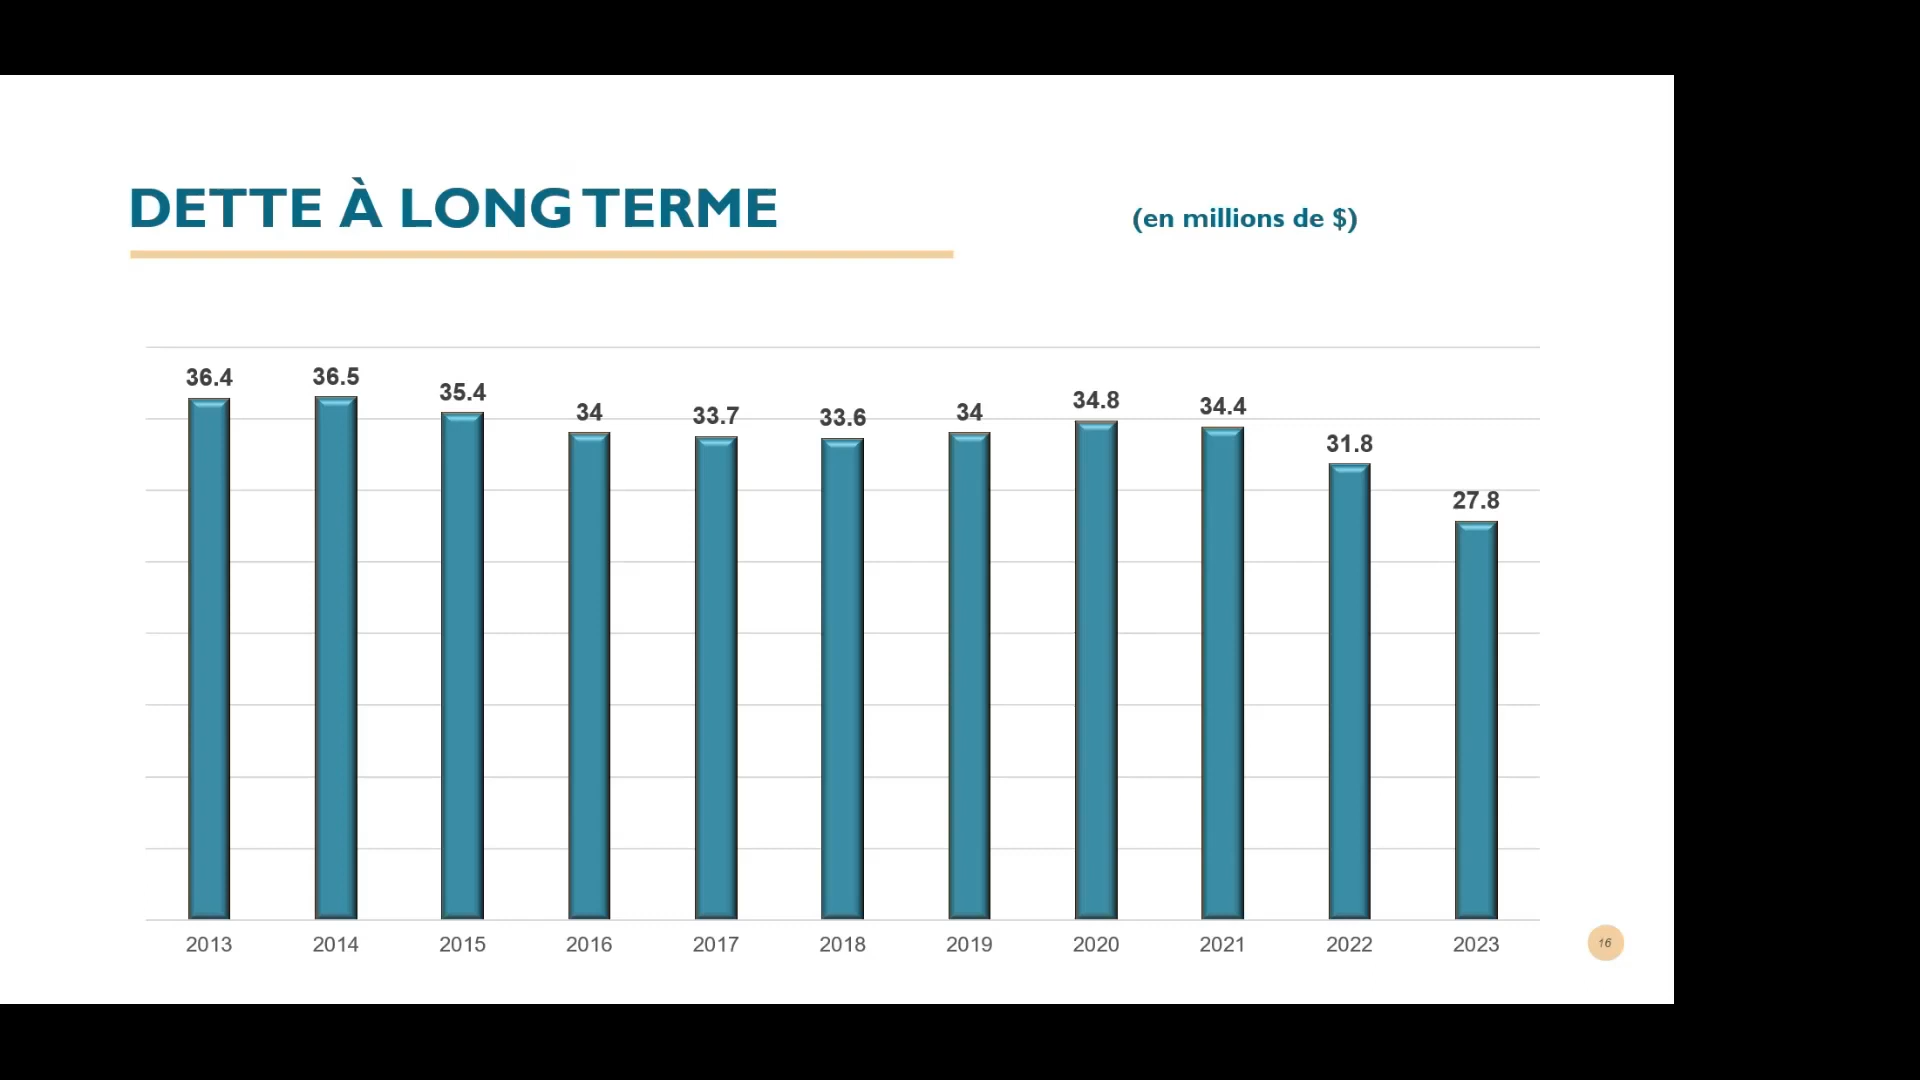 DETTE À LONG TERME
(en millions de $)
36.4 36.5 35.4 34 33.7 33.6 34 34.8 34.4 31.8 27.8
2013 2014 2015 2016 2017 2018 2019 2020 2021 2022 2023
16